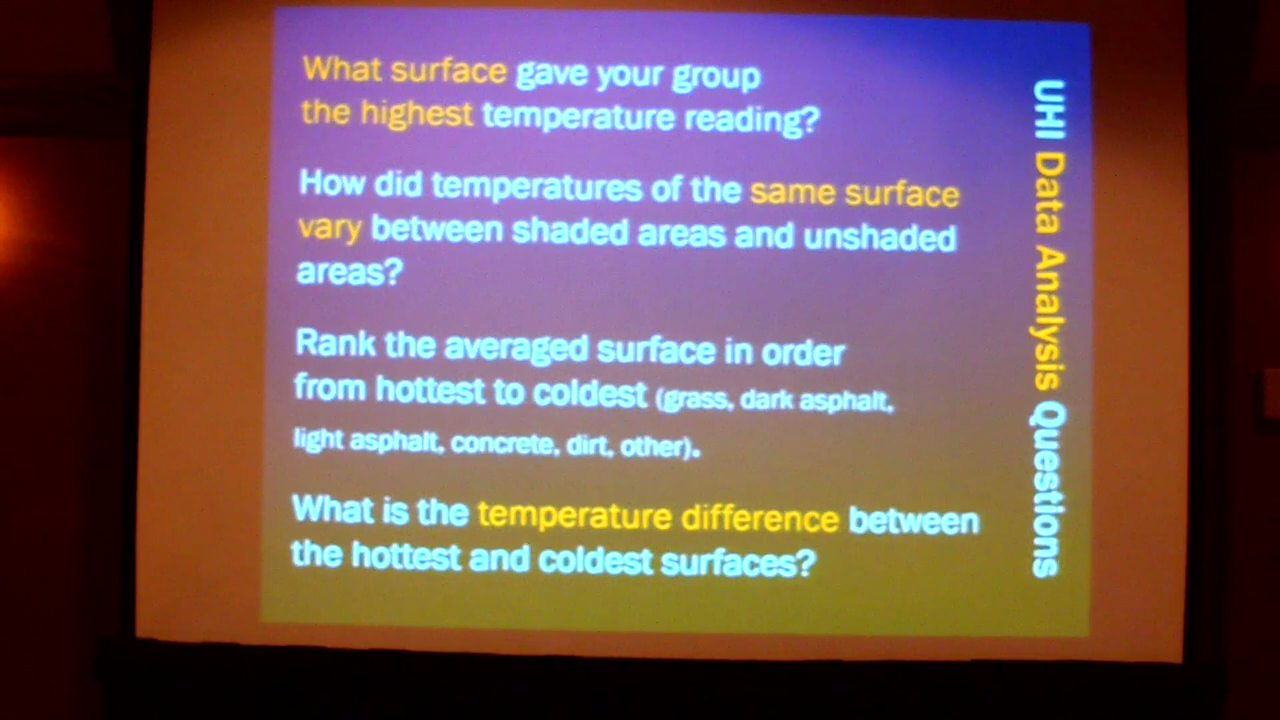 What surface gave your group
the highest temperature reading?
How did temperatures of the same surface
vary between shaded areas and unshaded
areas?
Rank the averaged surface in order
from hottest to coldest (grass, dark asphalt,
light asphalt, concrete, dirt, other).
What is the temperature difference between
the hottest and coldest surfaces?
UHI Data Analysis Questions